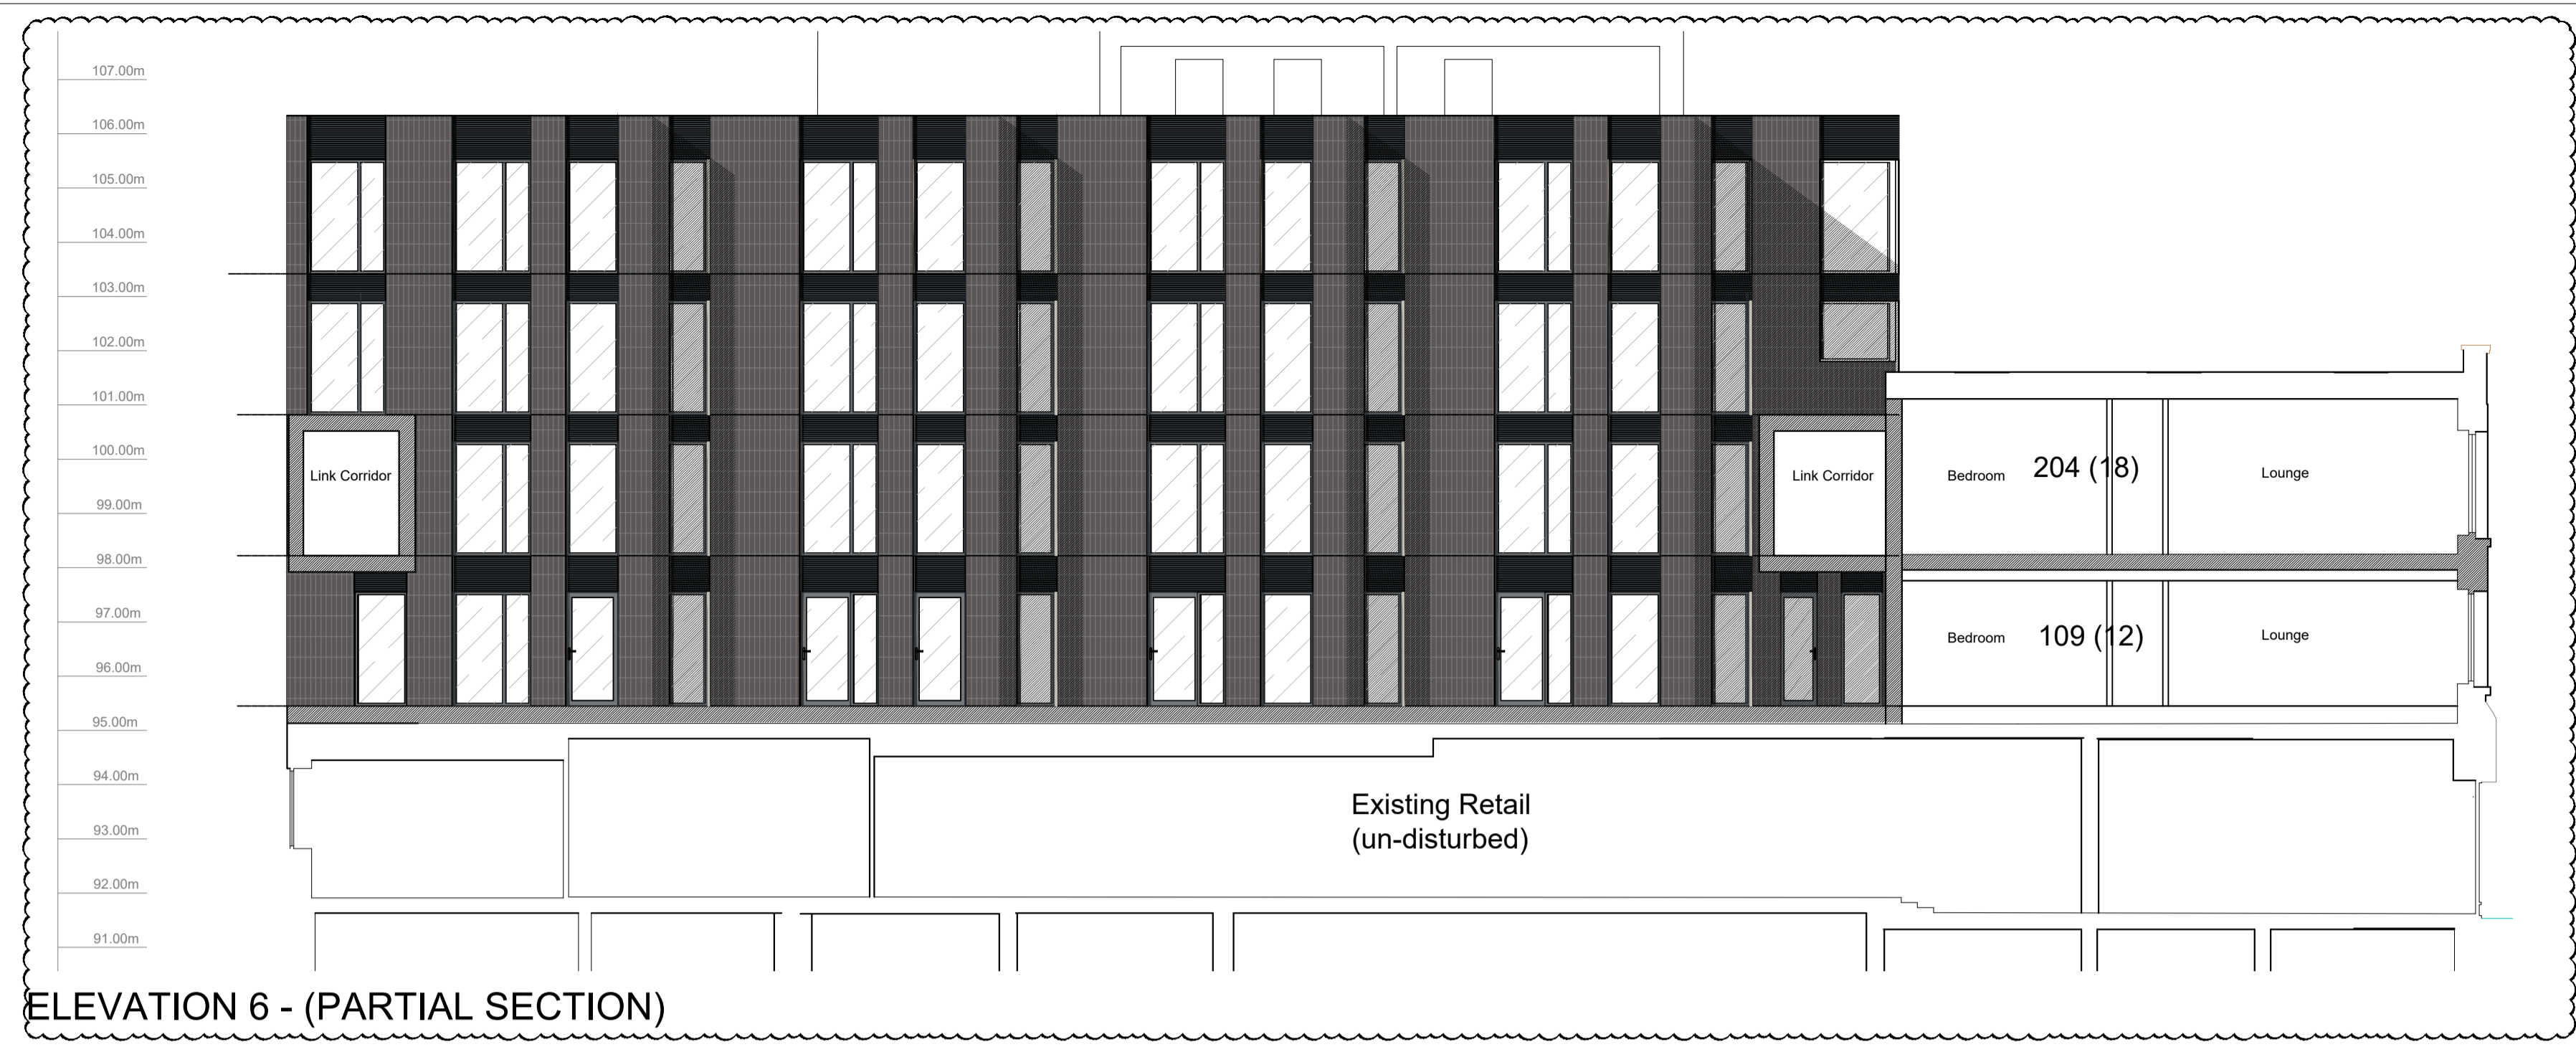 107.00m
106.00m
105.00m
104.00m
103.00m
102.00m
101.00m
100.00m
99.00m
98.00m
97.00m
96.00m
95.00m
94.00m
93.00m
92.00m
91.00m
Link Corridor
Link Corridor
Bedroom 204 (18) Lounge
Bedroom 109 (12) Lounge
Existing Retail
(un-disturbed)
ELEVATION 6 - (PARTIAL SECTION)